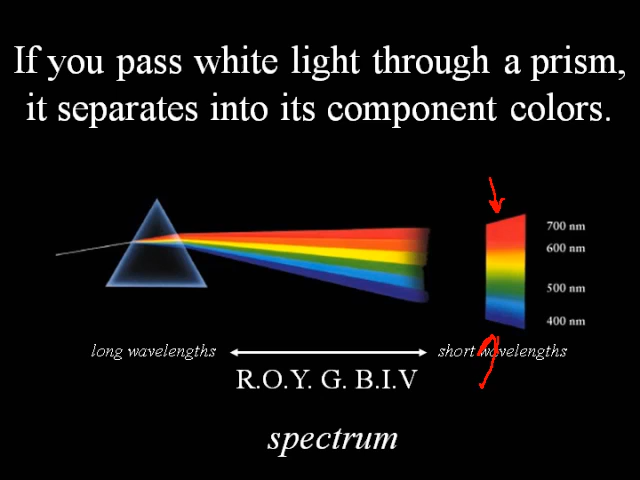 If you pass white light through a prism,
it separates into its component colors.
700 nm
600 nm
500 nm
400 nm
long wavelengths
short wavelengths
R.O.Y. G. B.I.V
spectrum